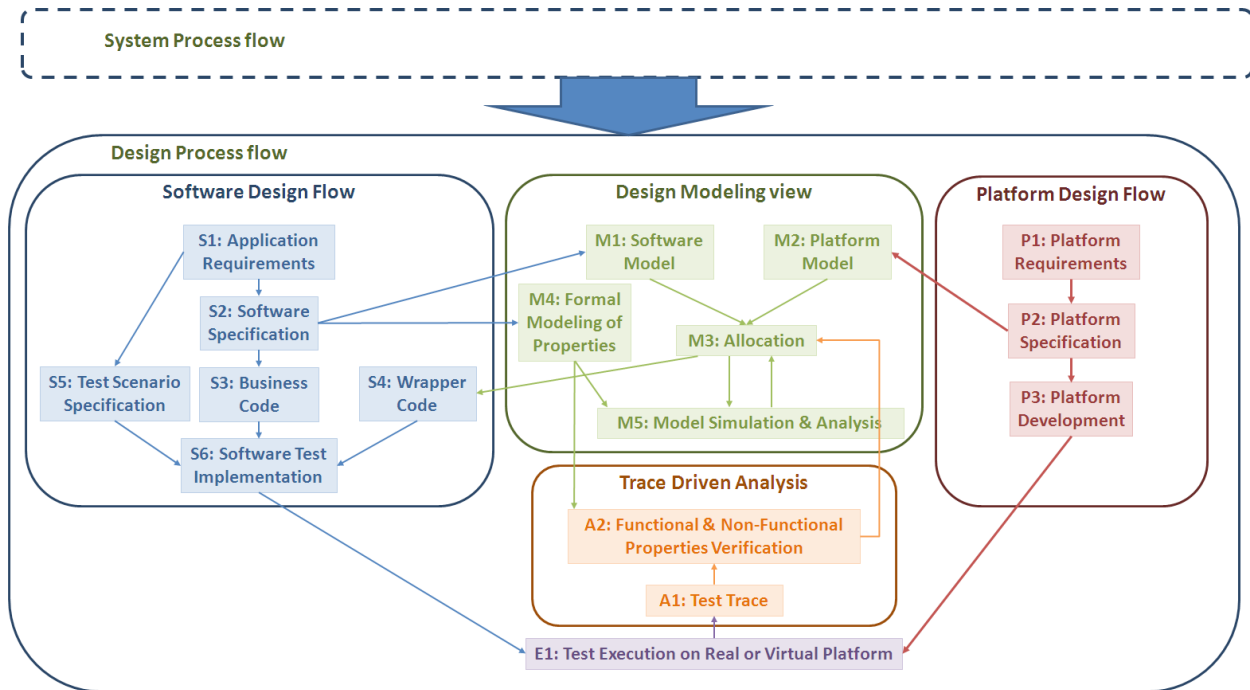 System Process flow
Design Process flow
Software Design Flow
S1: Application
Requirements
S2: Software
Specification
S5: Test Scenario
Specification
S3: Business
Code
S4: Wrapper
Code
S6: Software Test
Implementation
Design Modeling view
M1: Software
Model
M2: Platform
Model
M4: Formal
Modeling of
Properties
M3: Allocation
M5: Model Simulation & Analysis
Platform Design Flow
P1: Platform
Requirements
P2: Platform
Specification
P3: Platform
Development
Trace Driven Analysis
A2: Functional & Non-Functional
Properties Verification
A1: Test Trace
E1: Test Execution on Real or Virtual Platform